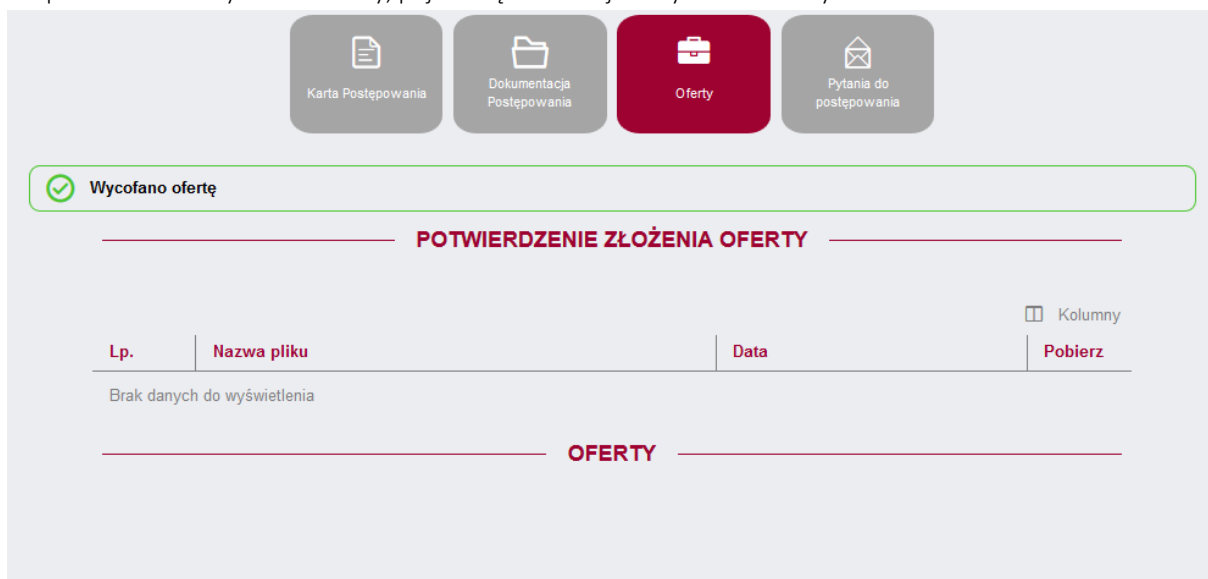 Karta Postępowania
Dokumentacja
Postępowania
Oferty
Pytania do
postępowania
Wycofano ofertę
POTWIERDZENIE ZŁOŻENIA OFERTY
Kolumny
Lp. Nazwa pliku Data Pobierz
Brak danych do wyświetlenia
OFERTY